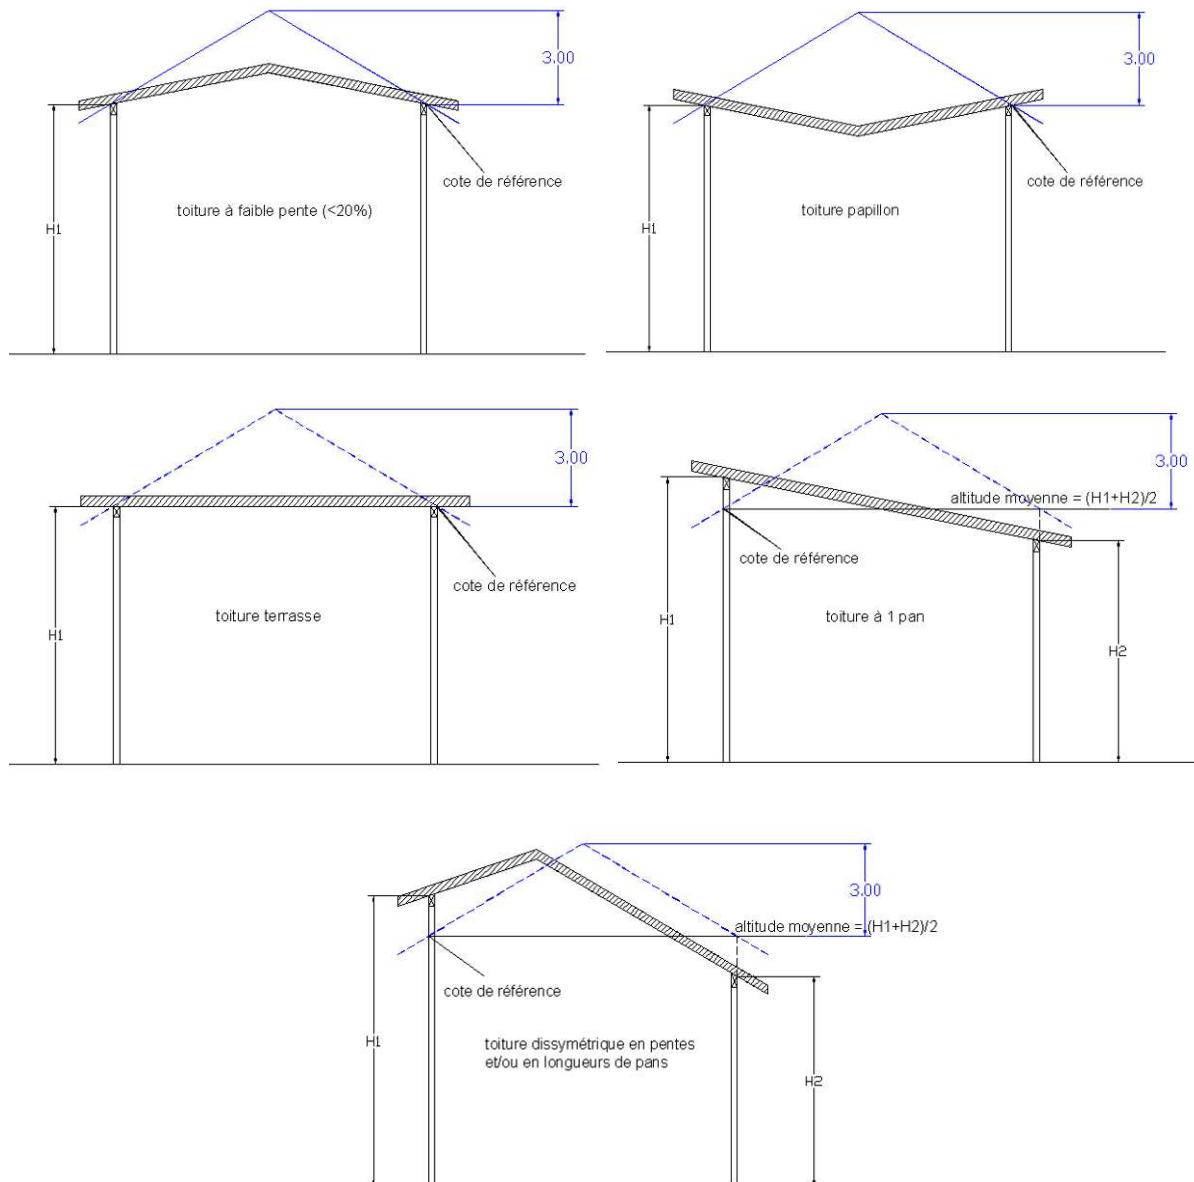 3.00
cote de référence
toiture à faible pente (<20%)
H1
3.00
cote de référence
toiture papillon
H1
3.00
cote de référence
toiture terrasse
H1
3.00
altitude moyenne = (H1+H2)/2
cote de référence
toiture à 1 pan
H1
H2
3.00
altitude moyenne = (H1+H2)/2
cote de référence
toiture dissymétrique en pentes
et/ou en longueurs de pans
H1
H2